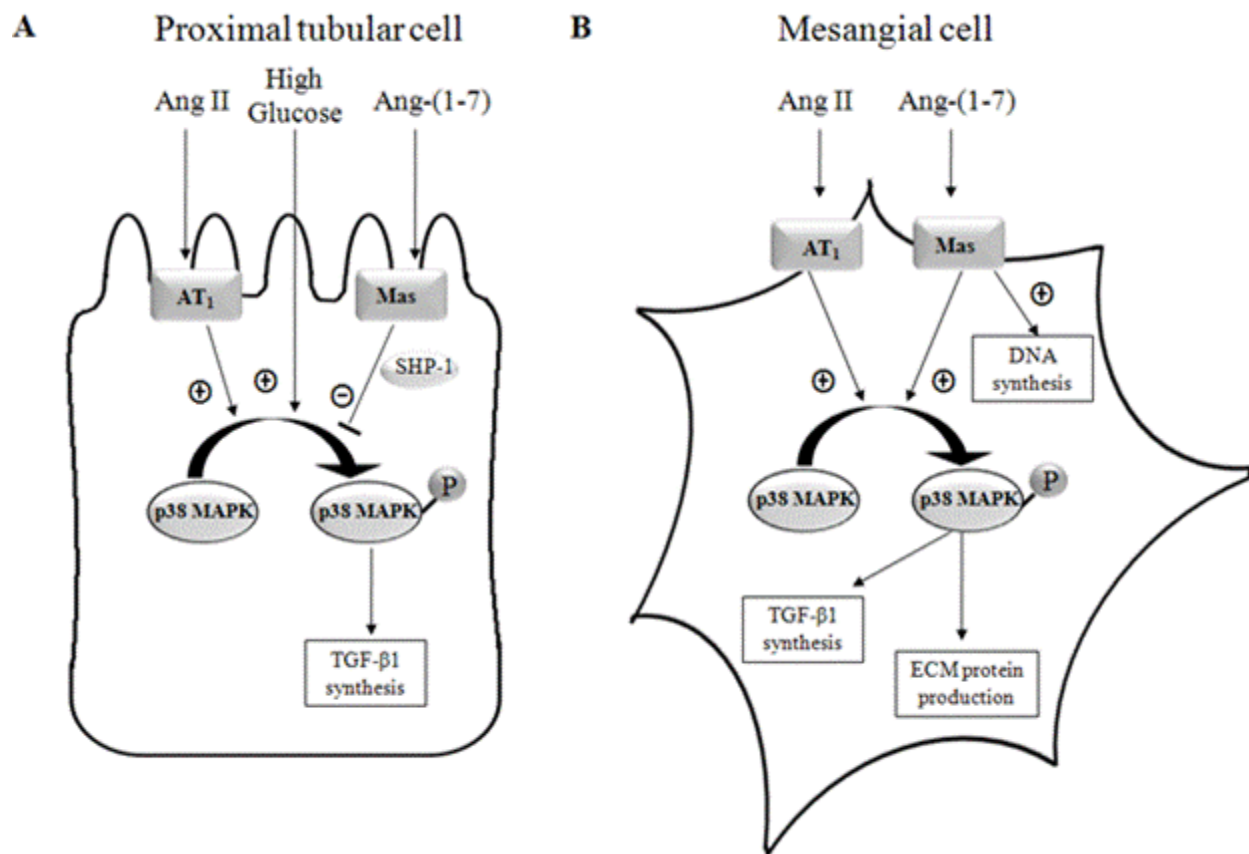 A
Proximal tubular cell
Ang II
High
Glucose
Ang-(1-7)
AT₁
Mas
SHP-1
+
+
−
p38 MAPK
p38 MAPK
P
TGF-β1
synthesis
B
Mesangial cell
Ang II
Ang-(1-7)
AT₁
Mas
+
DNA
synthesis
+
+
p38 MAPK
p38 MAPK
P
TGF-β1
synthesis
ECM protein
production